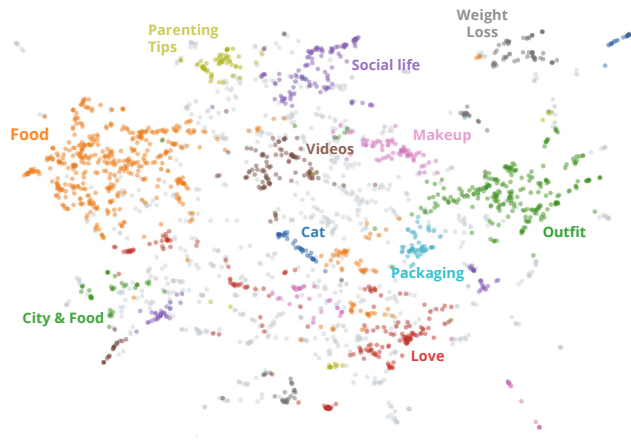 Parenting
Tips
Weight
Loss
Social life
Food
Videos
Makeup
Cat
Outfit
Packaging
City & Food
Love